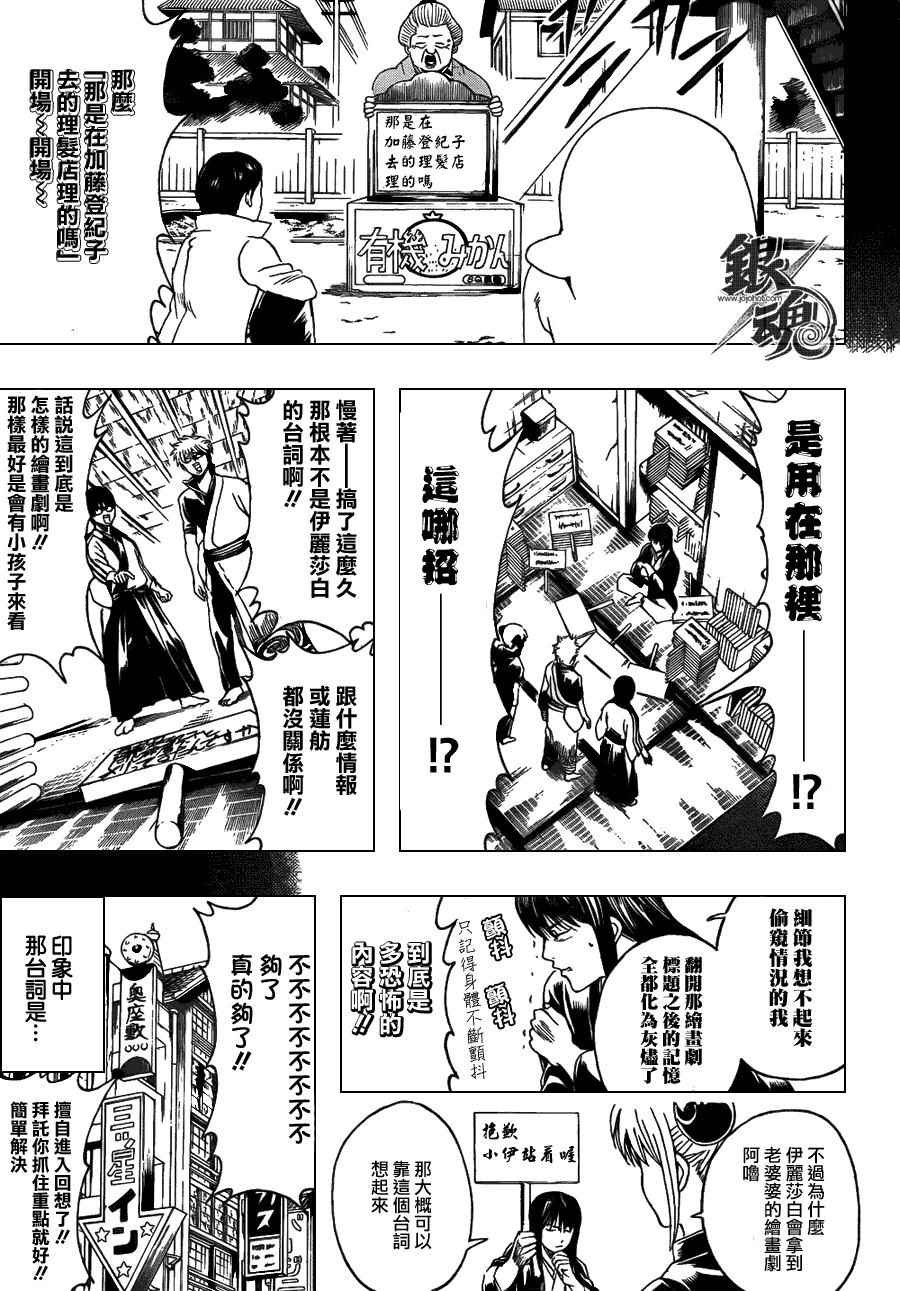 那是在
加藤登紀子
去的理髮店
理的嗎
有機みかん
那麼
「那是在加藤登紀子
去的理髮店理的嗎」
開場～開場～
銀魂
www.jojohot.com
是用在那裡——!?
這哪招——!?
慢著——搞了這麼久
那根本不是伊麗莎白
的台詞啊!!
跟什麼情報
或蓮舫
都沒關係啊!!
話說這到底是
怎樣的繪畫劇啊!!
那樣最好是會有小孩子來看
細節我想不起來
偷窺情況的我
翻開那繪畫劇
標題之後的記憶
全都化為灰燼了
顫抖
顫抖
只記得身體不斷顫抖
到底是
多恐怖的
內容啊!!
不過為什麼
伊麗莎白會拿到
老婆婆的繪畫劇
阿嚕
抱歉
小伊站看喔
那大概可以
靠這個台詞
想起來
不不不不不不不
夠了
真的夠了!!
印象中
那台詞是…
奧座敷
三ツ星
イン
擅自進入回想了!!
拜託你抓住重點就好!!
簡單解決